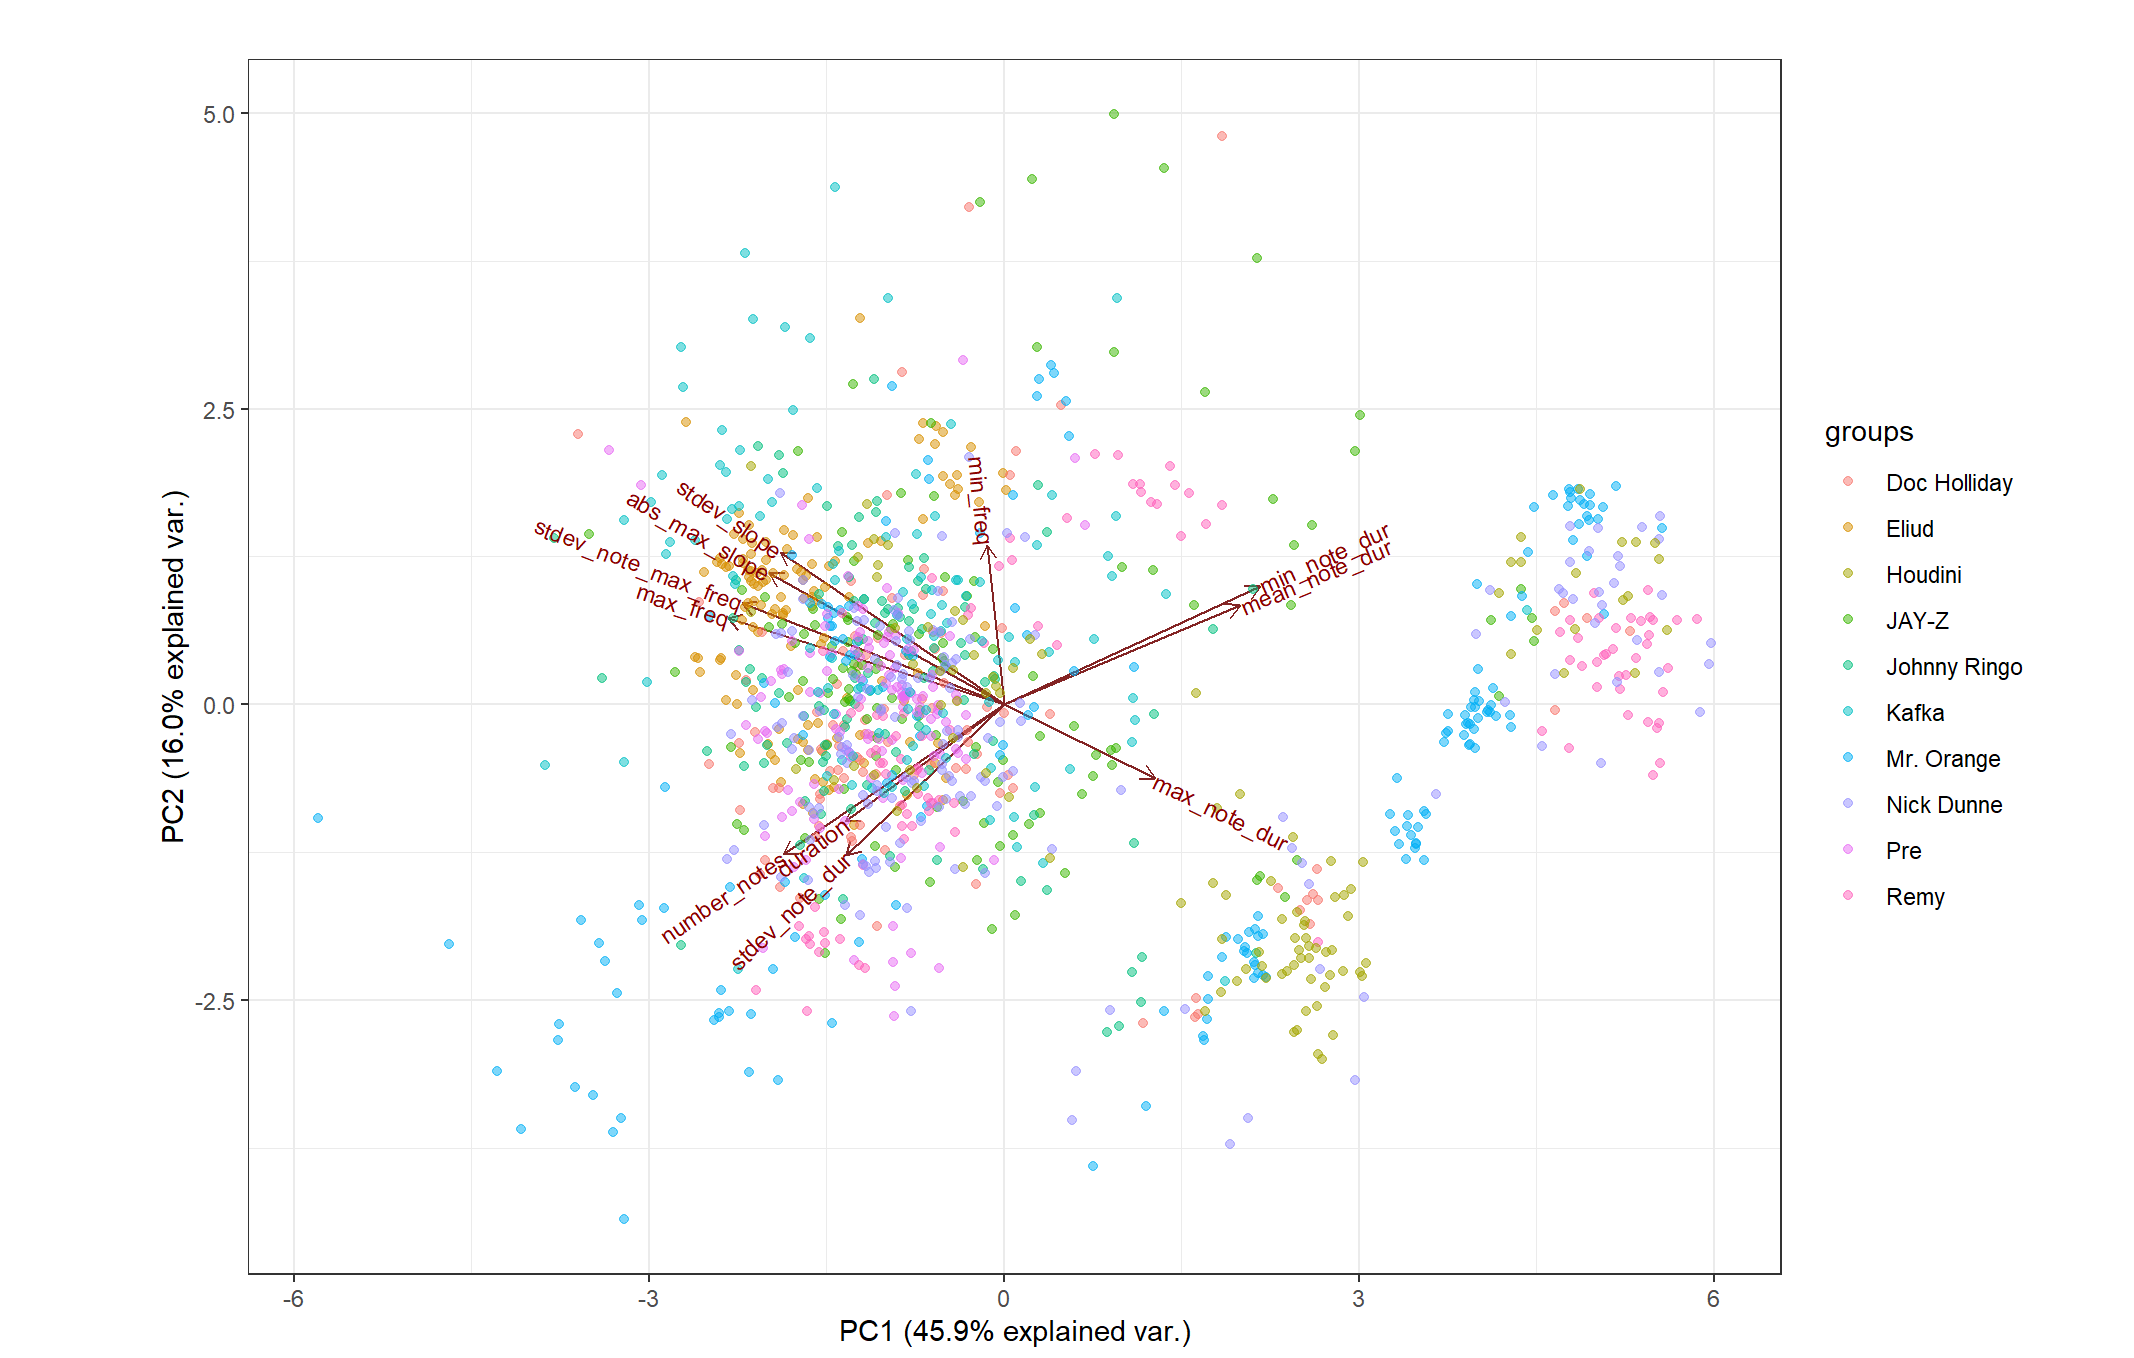 5.0
2.5
0.0
-2.5
-6
-3
0
3
6
PC1 (45.9% explained var.)
PC2 (16.0% explained var.)
min_freq
stdev_slope
abs_max_slope
stdev_note_max_freq
max_freq
min_note_dur
mean_note_dur
max_note_dur
duration
number_notes
stdev_note_dur
groups
Doc Holliday
Eliud
Houdini
JAY-Z
Johnny Ringo
Kafka
Mr. Orange
Nick Dunne
Pre
Remy